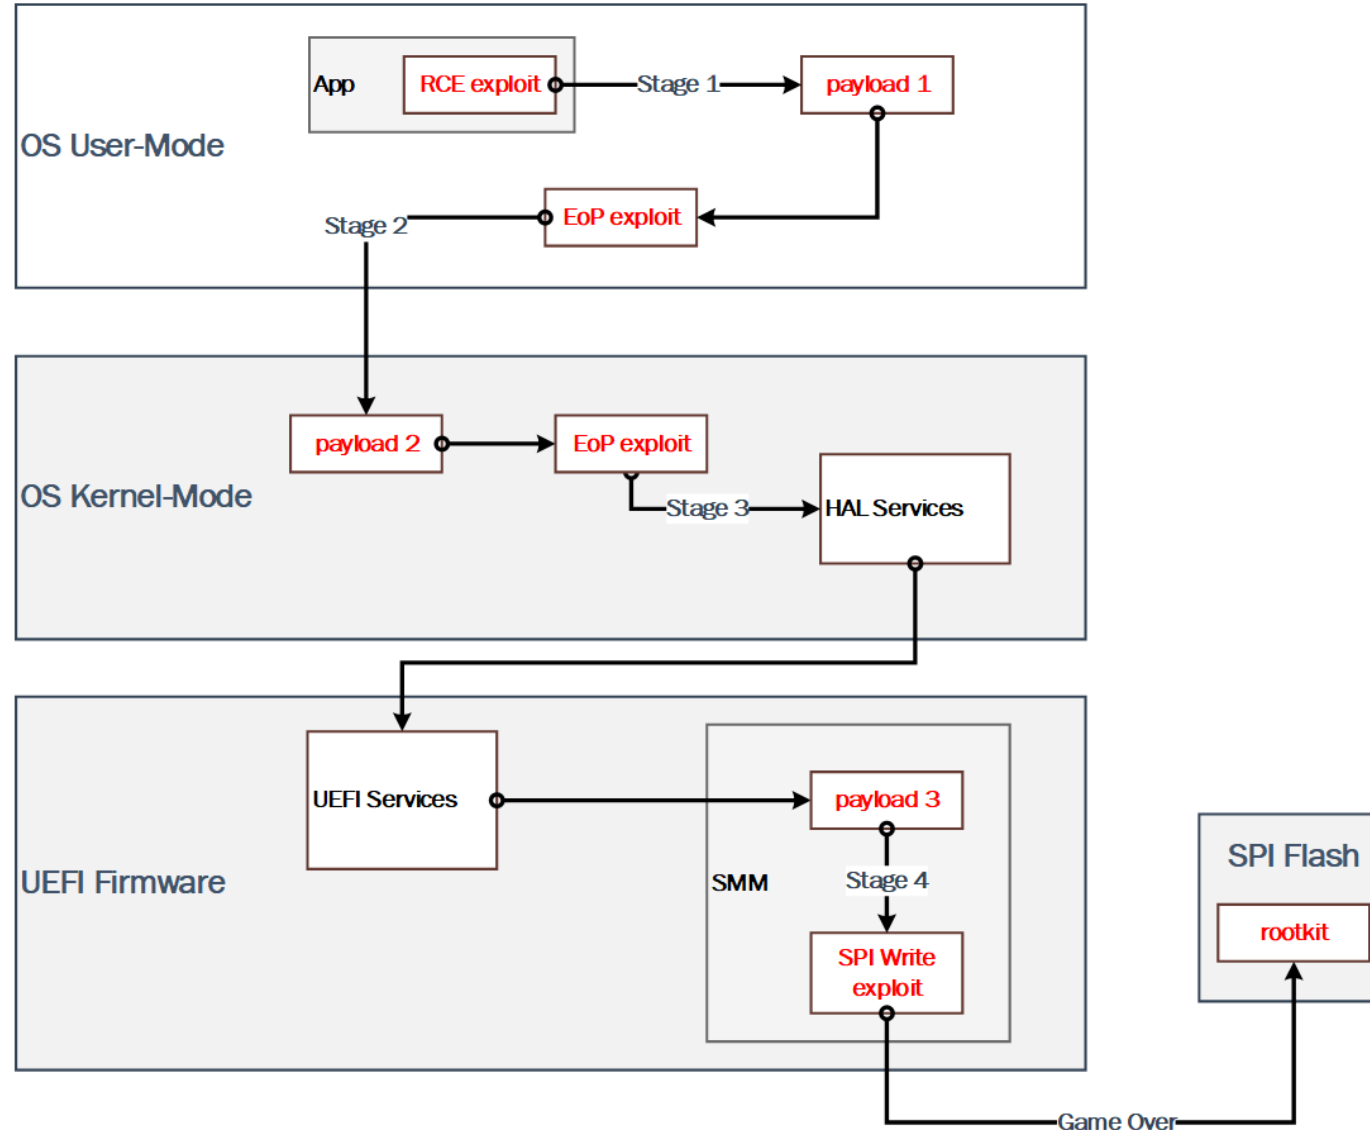 App
RCE exploit
Stage 1
payload 1
OS User-Mode
Stage 2
EoP exploit
payload 2
EoP exploit
OS Kernel-Mode
Stage 3
HAL Services
UEFI Services
payload 3
UEFI Firmware
SMM
Stage 4
SPI Write
exploit
SPI Flash
rootkit
Game Over